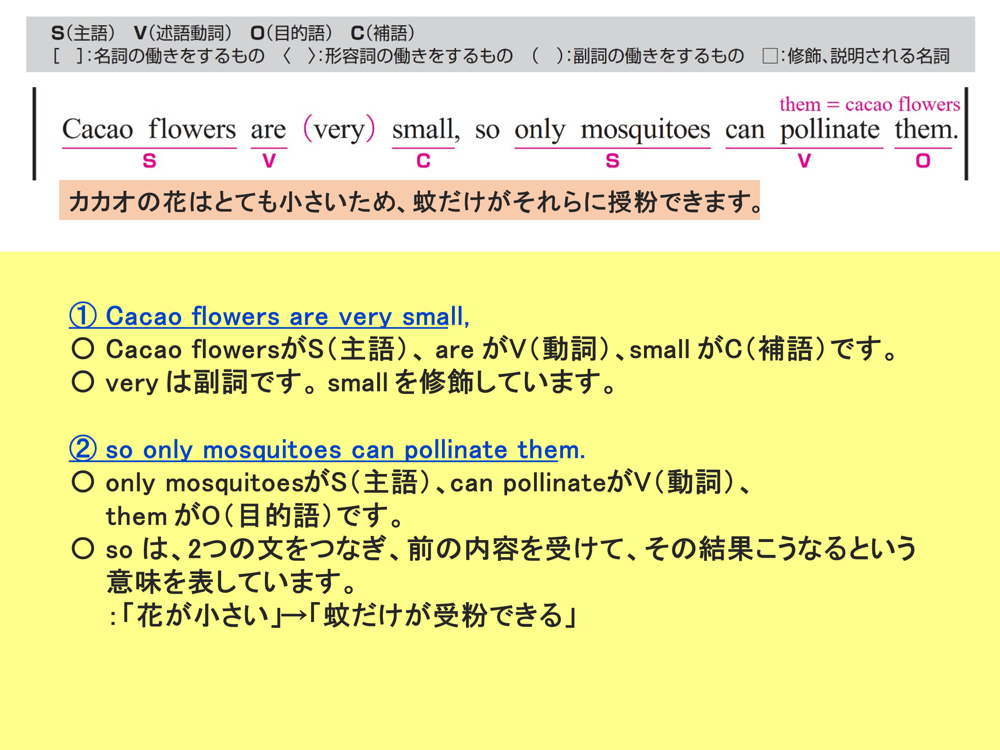 S(主語) V(述語動詞) O(目的語) C(補語)
[ ]:名詞の働きをするもの 〈 〉:形容詞の働きをするもの ( ):副詞の働きをするもの □:修飾、説明される名詞
them = cacao flowers
Cacao flowers are (very) small, so only mosquitoes can pollinate them.
S V C S V O
カカオの花はとても小さいため、蚊だけがそれらに授粉できます。
① Cacao flowers are very small,
○ Cacao flowersがS(主語)、 are がV(動詞)、small がC(補語)です。
○ very は副詞です。small を修飾しています。
② so only mosquitoes can pollinate them.
○ only mosquitoesがS(主語)、can pollinateがV(動詞)、
them がO(目的語)です。
○ so は、2つの文をつなぎ、前の内容を受けて、その結果こうなるという
意味を表しています。
:「花が小さい」→「蚊だけが受粉できる」